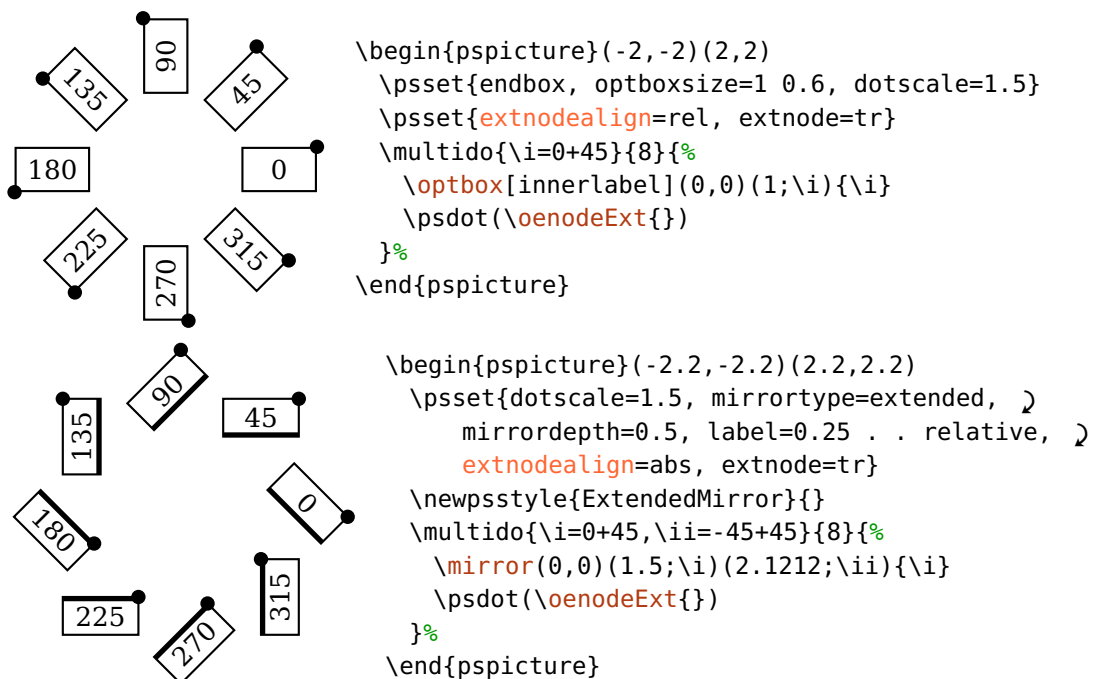 90
135
45
180
0
225
315
270
\begin{pspicture}(-2,-2)(2,2)
\psset{endbox, optboxsize=1 0.6, dotscale=1.5}
\psset{extnodealign=rel, extnode=tr}
\multido{\i=0+45}{8}{%
\optbox[innerlabel](0,0)(1;\i){\i}
\psdot(\oenodeExt{})
}%
\end{pspicture}
90
135
45
180
0
225
315
270
\begin{pspicture}(-2.2,-2.2)(2.2,2.2)
\psset{dotscale=1.5, mirrortype=extended,
mirrordepth=0.5, label=0.25 . . relative,
extnodealign=abs, extnode=tr}
\newpsstyle{ExtendedMirror}{}
\multido{\i=0+45,\ii=-45+45}{8}{%
\mirror(0,0)(1.5;\i)(2.1212;\ii){\i}
\psdot(\oenodeExt{})
}%
\end{pspicture}